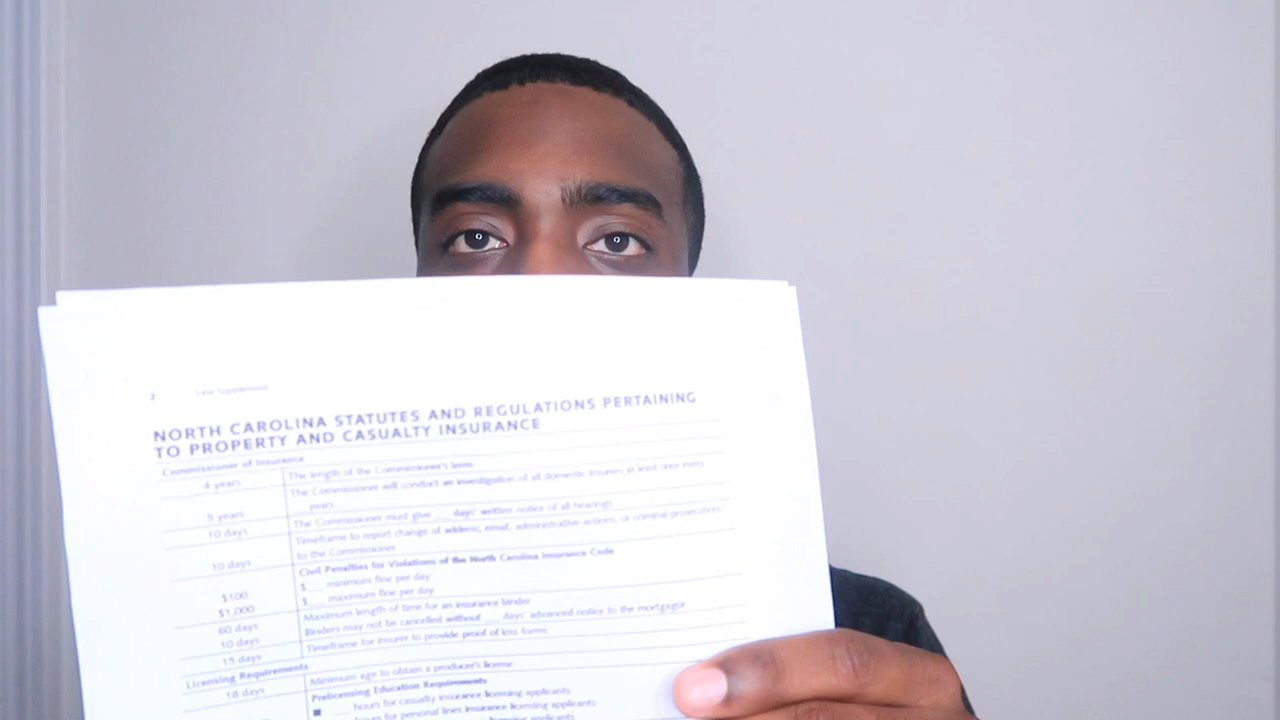 2 Law Supplement
NORTH CAROLINA STATUTES AND REGULATIONS PERTAINING
TO PROPERTY AND CASUALTY INSURANCE
Commissioner of Insurance
4 years The length of the Commissioner's term
The Commissioner will conduct an investigation of all domestic insurers at least once every
5 years ___ years.
10 days The Commissioner must give ___ days' written notice of all hearings
Timeframe to report change of address, email, administrative actions, or criminal prosecutions
10 days to the Commissioner
Civil Penalties for Violations of the North Carolina Insurance Code
$100 $___ minimum fine per day
$1,000 $___ maximum fine per day
60 days Maximum length of time for an insurance binder
10 days Binders may not be cancelled without ___ days' advanced notice to the mortgagor
15 days Timeframe for insurer to provide proof of loss forms
Licensing Requirements
18 days Minimum age to obtain a producer's license
Prelicensing Education Requirements
■ ___ hours for casualty insurance licensing applicants
___ hours for personal lines insurance licensing applicants
licensing applicants